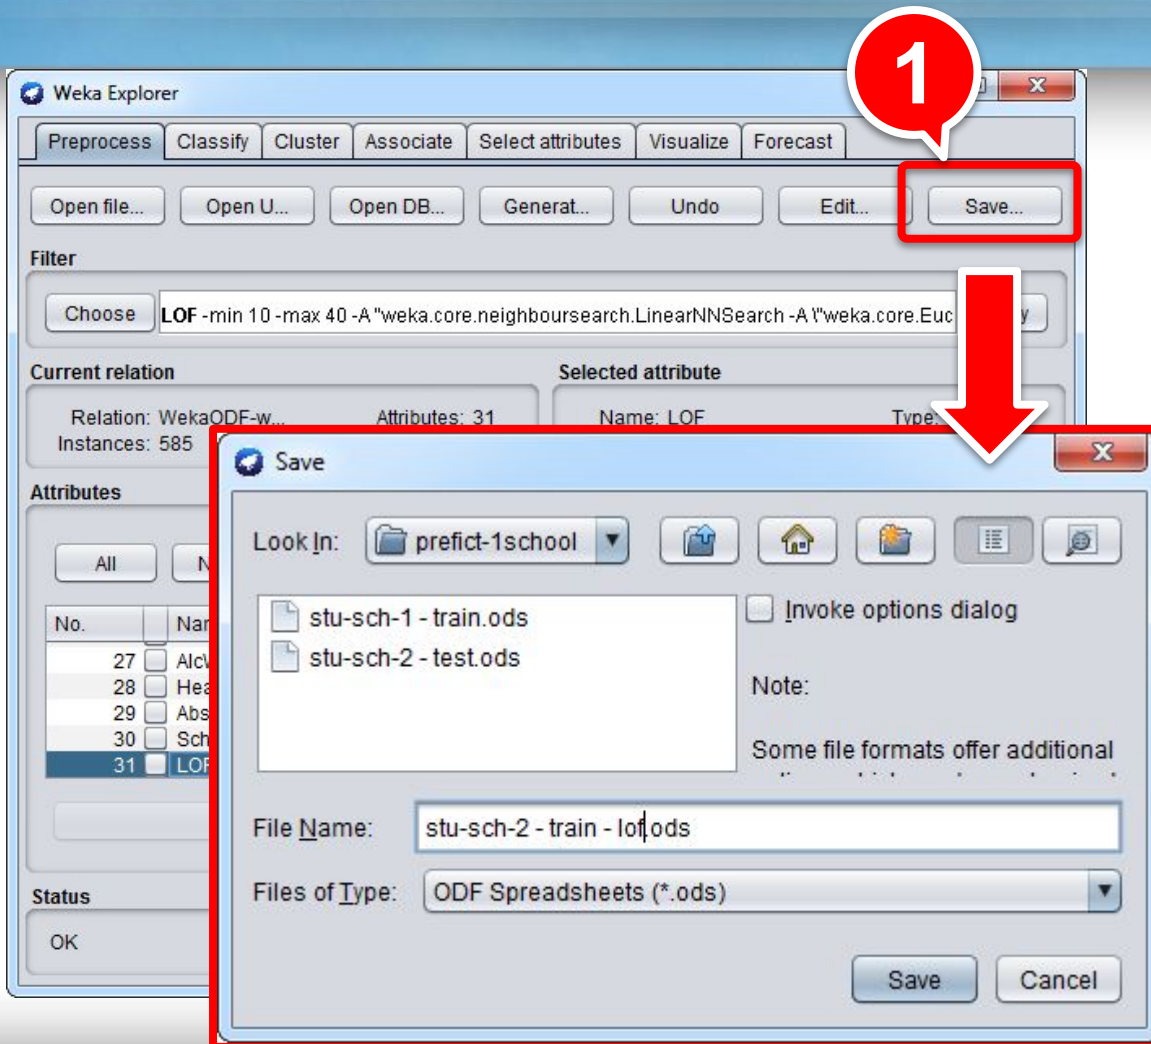 1
Weka Explorer
Preprocess Classify Cluster Associate Select attributes Visualize Forecast
Open file... Open U... Open DB... Generat... Undo Edit... Save...
Filter
Choose LOF -min 10 -max 40 -A "weka.core.neighboursearch.LinearNNSearch -A \"weka.core.Euc
Current relation Selected attribute
Relation: WekaODF-w... Attributes: 31 Name: LOF Type:
Instances: 585
Save
Attributes
Look In: prefict-1school
All
stu-sch-1 - train.ods
Invoke options dialog
No.
stu-sch-2 - test.ods
27
28
29
30
31 LOF
Note:
Some file formats offer additional
File Name: stu-sch-2 - train - lof.ods
Files of Type: ODF Spreadsheets (*.ods)
Status
OK
Save Cancel